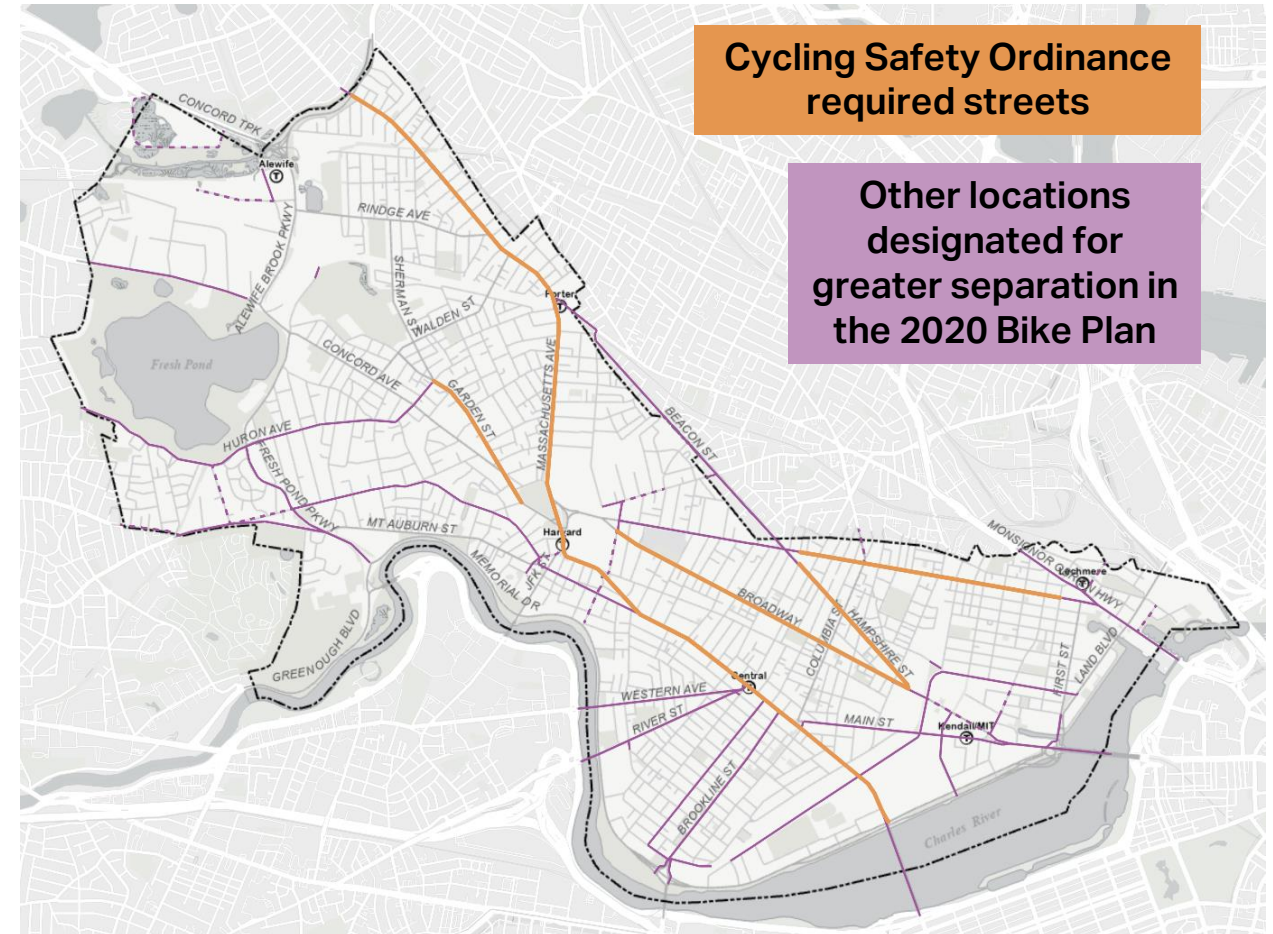 Cycling Safety Ordinance
required streets
Other locations
designated for
greater separation in
the 2020 Bike Plan
CONCORD TPK
Alewife
T
RINDGE AVE
ALEWIFE BROOK PKWY
SHERMAN ST
WALDEN ST
Porter
T
Fresh Pond
CONCORD AVE
GARDEN ST
MASSACHUSETTS AVE
BEACON ST
HURON AVE
FRESH POND PKWY
MT AUBURN ST
Harvard
T
MEMORIAL DR
JFK ST
MONSIGNOR OBRIEN HWY
Lechmere
T
BROADWAY
COLUMBIA ST
HAMPSHIRE ST
GREENOUGH BLVD
FIRST ST
LAND BLVD
Central
T
WESTERN AVE
RIVER ST
MAIN ST
Kendall/MIT
T
BROOKLINE ST
Charles River